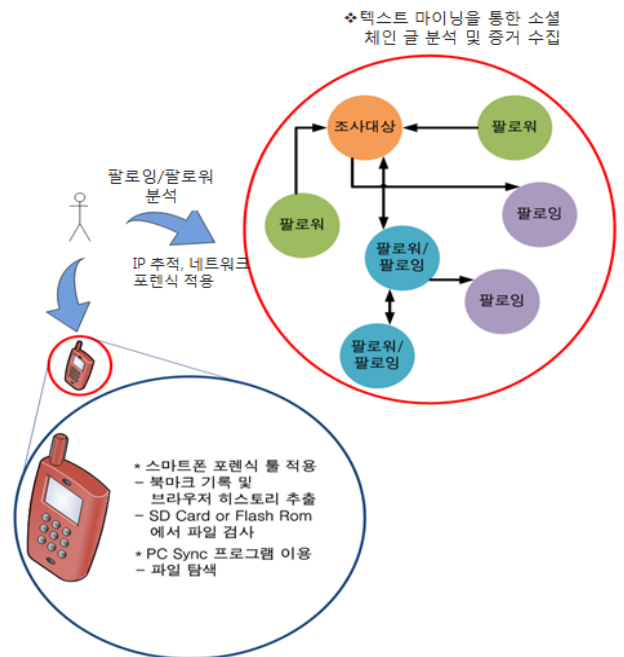 ❖텍스트 마이닝을 통한 소셜
체인 글 분석 및 증거 수집
조사대상
팔로워
팔로잉/팔로워
분석
팔로워
팔로잉
팔로워/
팔로잉
IP 추적, 네트워크
포렌식 적용
팔로잉
팔로워/
팔로잉
* 스마트폰 포렌식 툴 적용
– 북마크 기록 및
브라우저 히스토리 추출
– SD Card or Flash Rom
에서 파일 검사
* PC Sync 프로그램 이용
– 파일 탐색